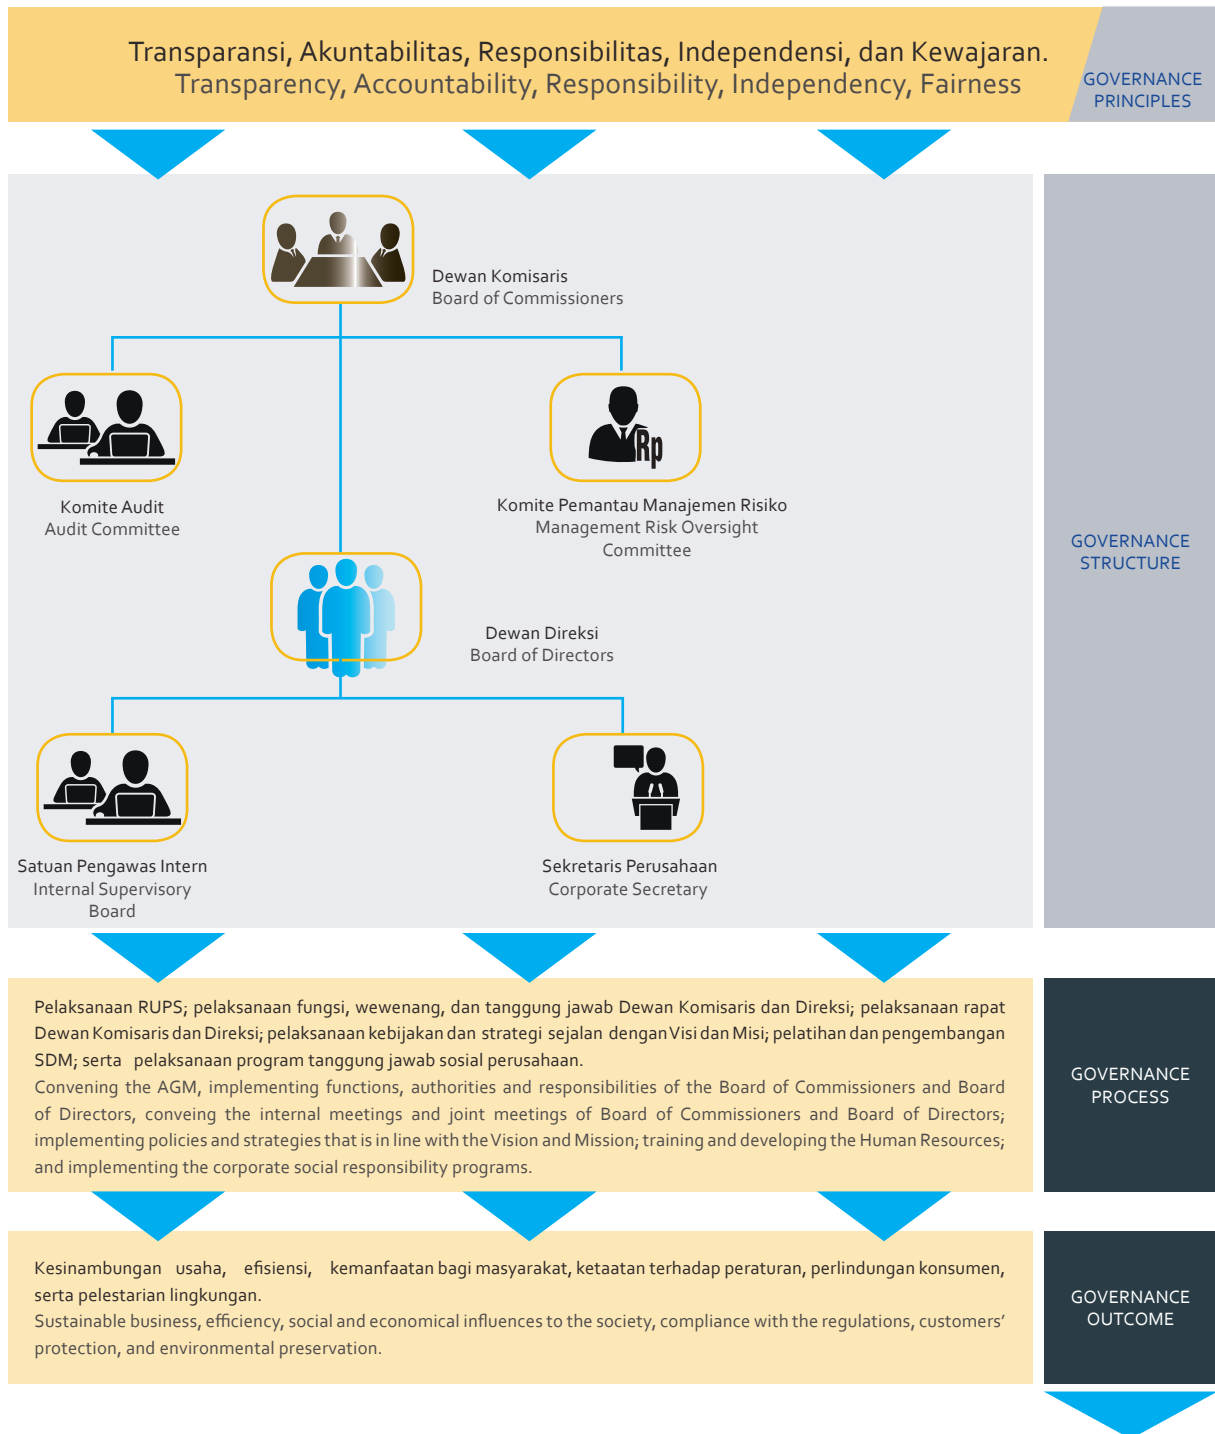 Transparansi, Akuntabilitas, Responsibilitas, Independensi, dan Kewajaran.
Transparency, Accountability, Responsibility, Independency, Fairness
GOVERNANCE
PRINCIPLES
Dewan Komisaris
Board of Commissioners
Rp
Komite Audit
Audit Committee
Komite Pemantau Manajemen Risiko
Management Risk Oversight
Committee
GOVERNANCE
STRUCTURE
Dewan Direksi
Board of Directors
Satuan Pengawas Intern
Internal Supervisory
Board
Sekretaris Perusahaan
Corporate Secretary
Pelaksanaan RUPS; pelaksanaan fungsi, wewenang, dan tanggung jawab Dewan Komisaris dan Direksi; pelaksanaan rapat
Dewan Komisaris dan Direksi; pelaksanaan kebijakan dan strategi sejalan dengan Visi dan Misi; pelatihan dan pengembangan
SDM; serta pelaksanaan program tanggung jawab sosial perusahaan.
Convening the AGM, implementing functions, authorities and responsibilities of the Board of Commissioners and Board
of Directors, conveing the internal meetings and joint meetings of Board of Commissioners and Board of Directors;
implementing policies and strategies that is in line with the Vision and Mission; training and developing the Human Resources;
and implementing the corporate social responsibility programs.
GOVERNANCE
PROCESS
Kesinambungan usaha, efisiensi, kemanfaatan bagi masyarakat, ketaatan terhadap peraturan, perlindungan konsumen,
serta pelestarian lingkungan.
Sustainable business, efficiency, social and economical influences to the society, compliance with the regulations, customers'
protection, and environmental preservation.
GOVERNANCE
OUTCOME